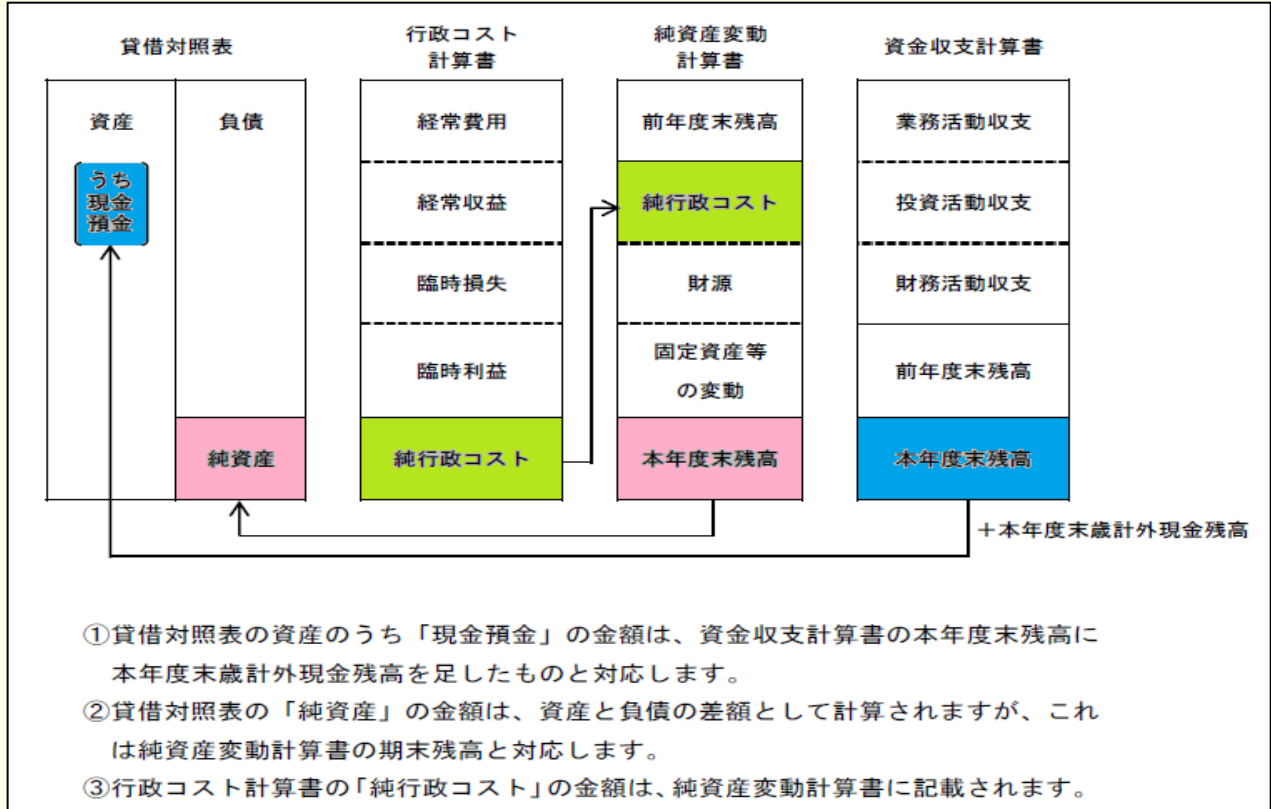 貸借対照表
行政コスト
計算書
純資産変動
計算書
資金収支計算書
資産
負債
うち
現金
預金
純資産
経常費用
経常収益
臨時損失
臨時利益
純行政コスト
前年度末残高
純行政コスト
財源
固定資産等
の変動
本年度末残高
業務活動収支
投資活動収支
財務活動収支
前年度末残高
本年度末残高
＋本年度末歳計外現金残高
①貸借対照表の資産のうち「現金預金」の金額は、資金収支計算書の本年度末残高に
本年度末歳計外現金残高を足したものと対応します。
②貸借対照表の「純資産」の金額は、資産と負債の差額として計算されますが、これ
は純資産変動計算書の期末残高と対応します。
③行政コスト計算書の「純行政コスト」の金額は、純資産変動計算書に記載されます。